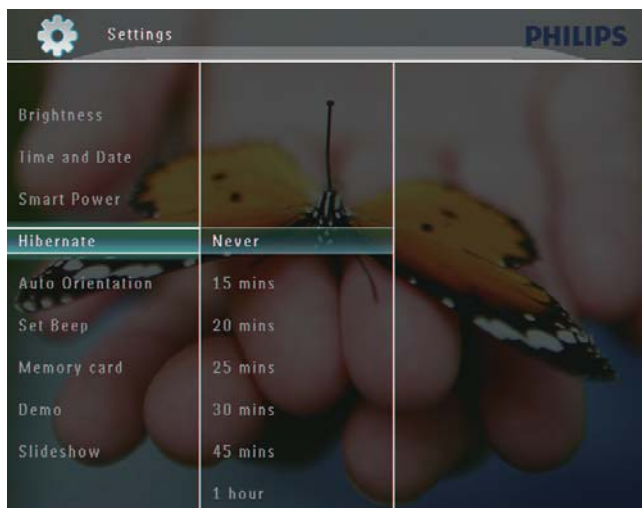 Settings
PHILIPS
Brightness
Time and Date
Smart Power
Hibernate
Auto Orientation
Set Beep
Memory card
Demo
Slideshow
Never
15 mins
20 mins
25 mins
30 mins
45 mins
1 hour